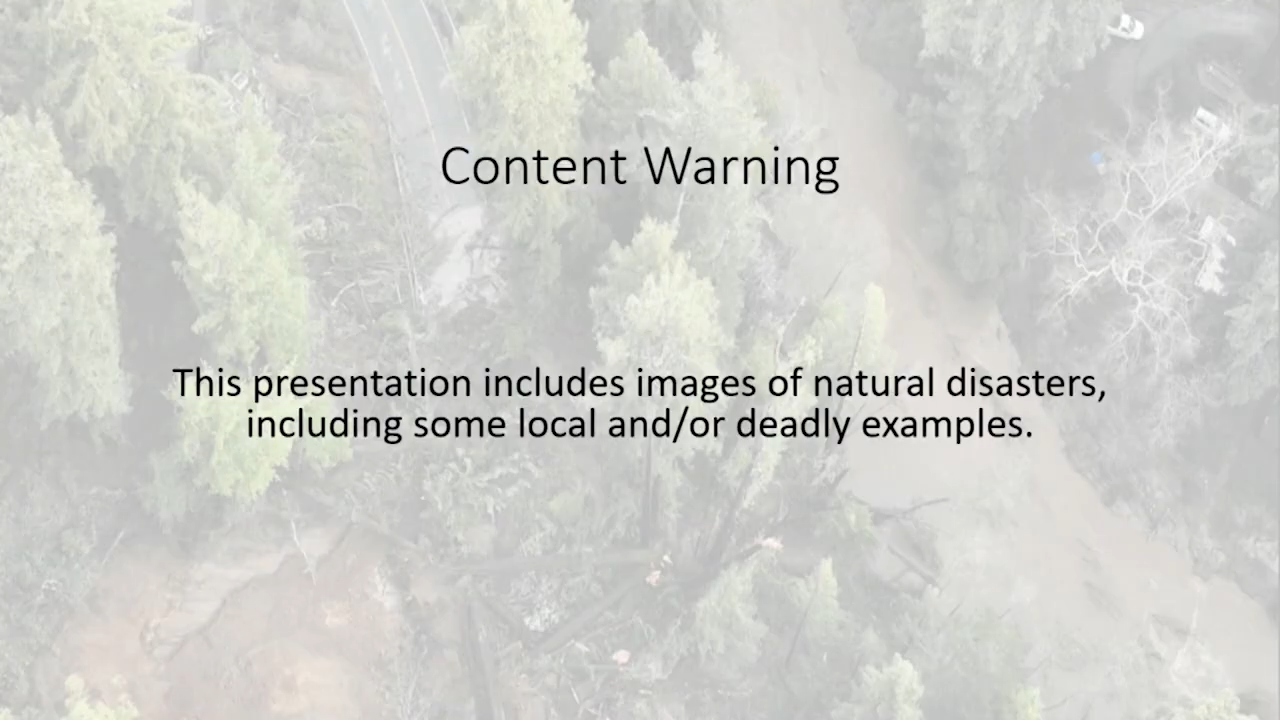 Content Warning
This presentation includes images of natural disasters,
including some local and/or deadly examples.